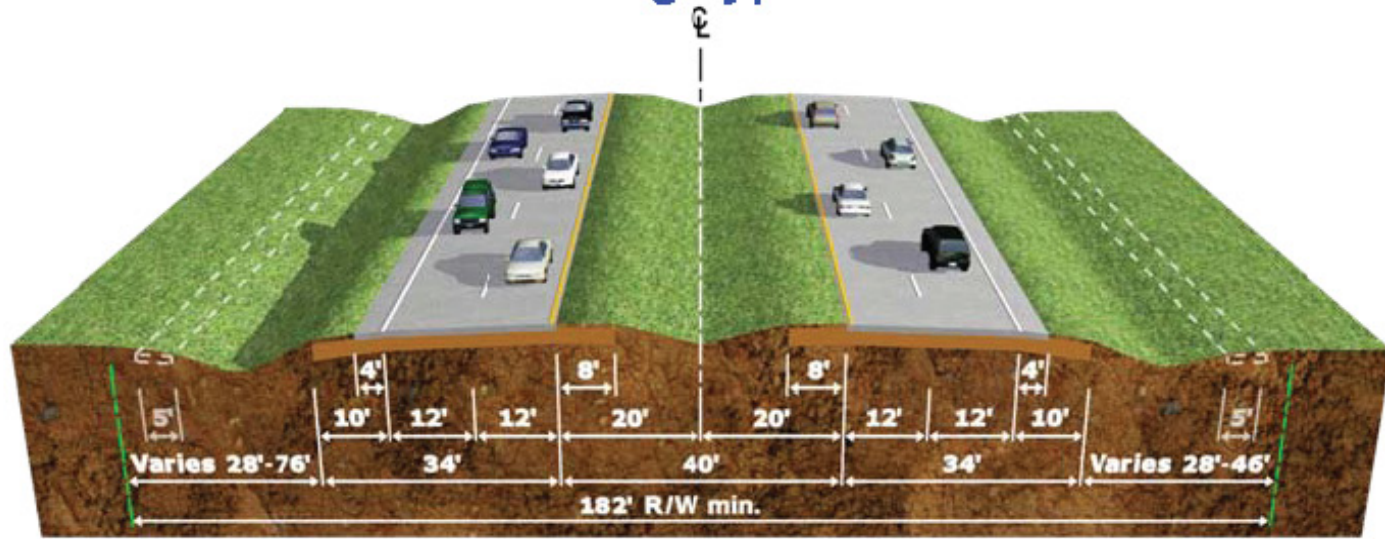 ℄
4' 8' 8' 4'
5' 10' 12' 12' 20' 20' 12' 12' 10' 5'
Varies 28'-76' 34' 40' 34' Varies 28'-46'
182' R/W min.